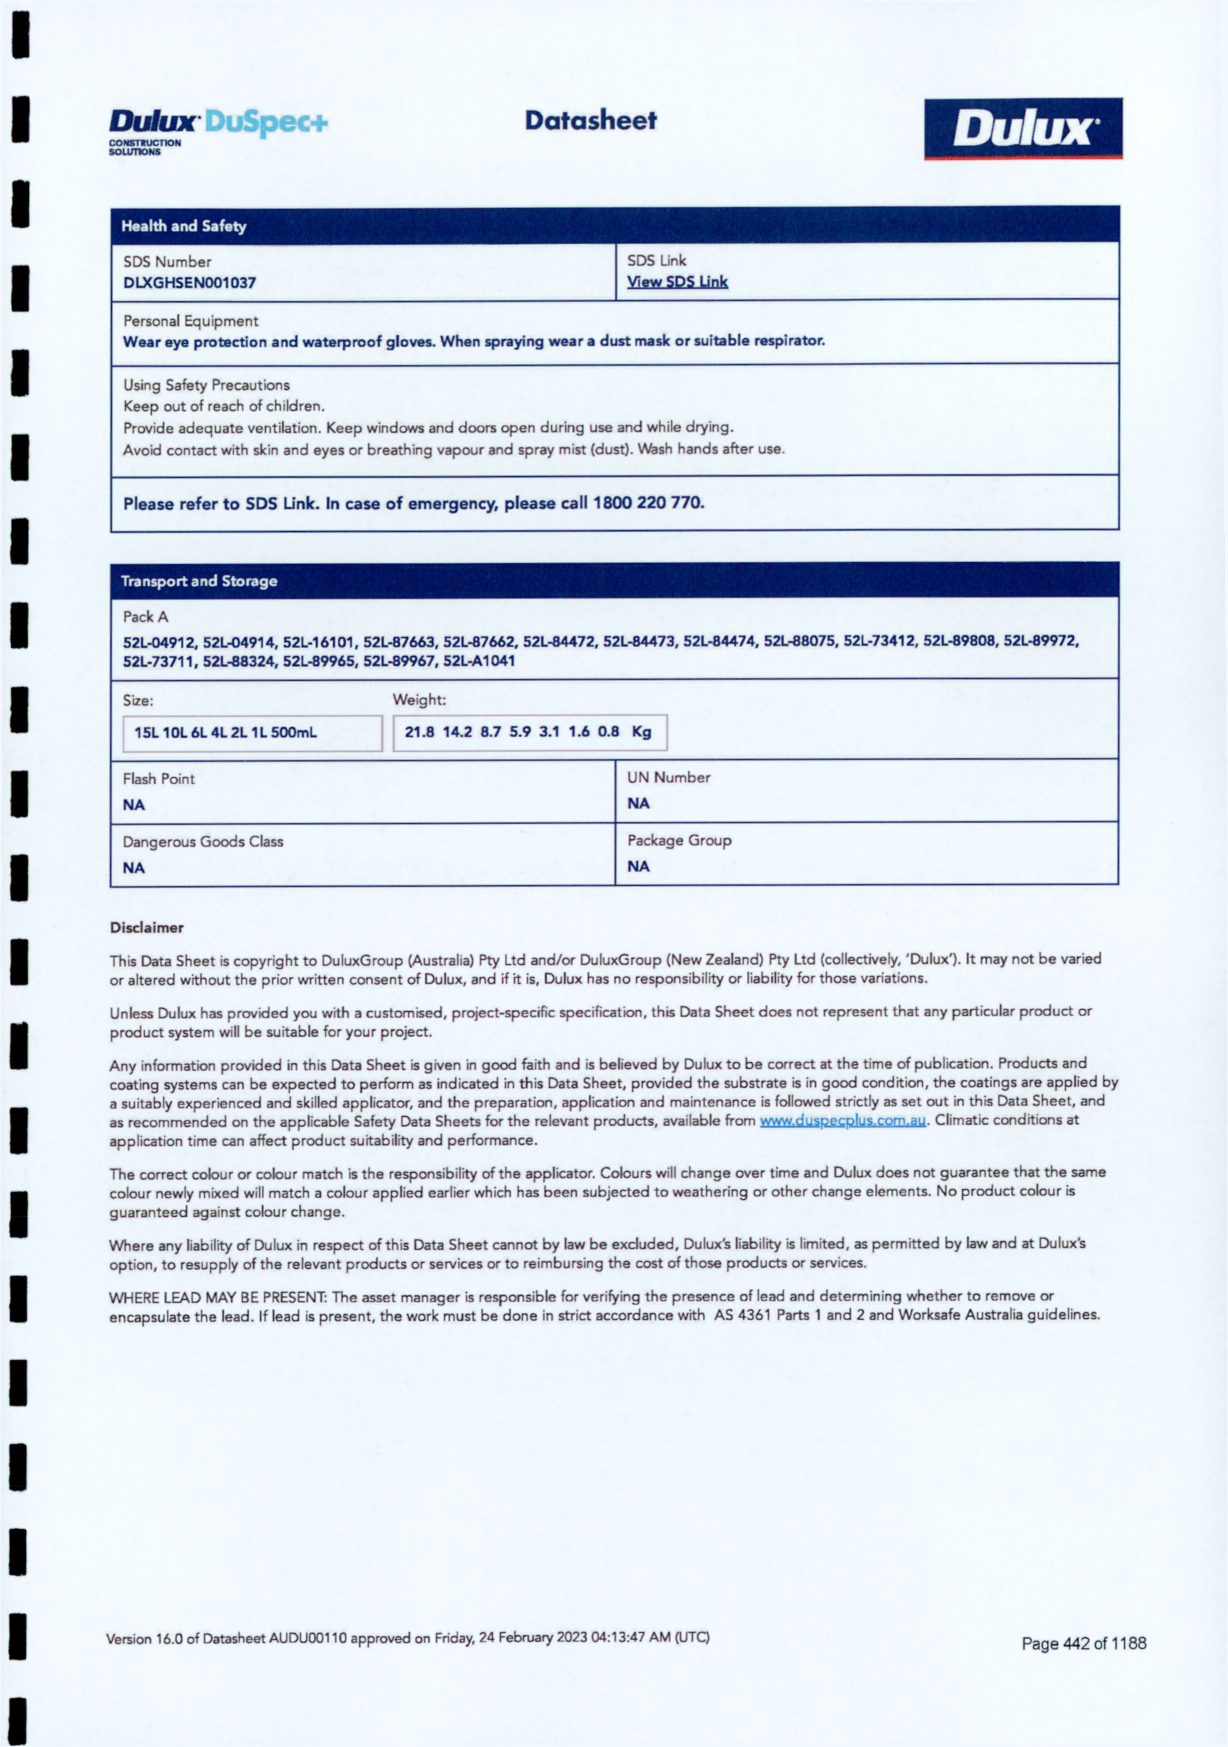 Dulux DuSpec+
CONSTRUCTION
SOLUTIONS
Datasheet
Dulux
Health and Safety
SDS Number
DLXGHSEN001037
SDS Link
View SDS Link
Personal Equipment
Wear eye protection and waterproof gloves. When spraying wear a dust mask or suitable respirator.
Using Safety Precautions
Keep out of reach of children.
Provide adequate ventilation. Keep windows and doors open during use and while drying.
Avoid contact with skin and eyes or breathing vapour and spray mist (dust). Wash hands after use.
Please refer to SDS Link. In case of emergency, please call 1800 220 770.
Transport and Storage
Pack A
52L-04912, 52L-04914, 52L-16101, 52L-87663, 52L-87662, 52L-84472, 52L-84473, 52L-84474, 52L-88075, 52L-73412, 52L-89808, 52L-89972,
52L-73711, 52L-88324, 52L-89965, 52L-89967, 52L-A1041
Size:
15L 10L 6L 4L 2L 1L 500mL
Weight:
21.8 14.2 8.7 5.9 3.1 1.6 0.8 Kg
Flash Point
NA
UN Number
NA
Dangerous Goods Class
NA
Package Group
NA
Disclaimer
This Data Sheet is copyright to DuluxGroup (Australia) Pty Ltd and/or DuluxGroup (New Zealand) Pty Ltd (collectively, 'Dulux'). It may not be varied
or altered without the prior written consent of Dulux, and if it is, Dulux has no responsibility or liability for those variations.
Unless Dulux has provided you with a customised, project-specific specification, this Data Sheet does not represent that any particular product or
product system will be suitable for your project.
Any information provided in this Data Sheet is given in good faith and is believed by Dulux to be correct at the time of publication. Products and
coating systems can be expected to perform as indicated in this Data Sheet, provided the substrate is in good condition, the coatings are applied by
a suitably experienced and skilled applicator, and the preparation, application and maintenance is followed strictly as set out in this Data Sheet, and
as recommended on the applicable Safety Data Sheets for the relevant products, available from www.duspecplus.com.au. Climatic conditions at
application time can affect product suitability and performance.
The correct colour or colour match is the responsibility of the applicator. Colours will change over time and Dulux does not guarantee that the same
colour newly mixed will match a colour applied earlier which has been subjected to weathering or other change elements. No product colour is
guaranteed against colour change.
Where any liability of Dulux in respect of this Data Sheet cannot by law be excluded, Dulux's liability is limited, as permitted by law and at Dulux's
option, to resupply of the relevant products or services or to reimbursing the cost of those products or services.
WHERE LEAD MAY BE PRESENT: The asset manager is responsible for verifying the presence of lead and determining whether to remove or
encapsulate the lead. If lead is present, the work must be done in strict accordance with AS 4361 Parts 1 and 2 and Worksafe Australia guidelines.
Version 16.0 of Datasheet AUDU00110 approved on Friday, 24 February 2023 04:13:47 AM (UTC)
Page 442 of 1188